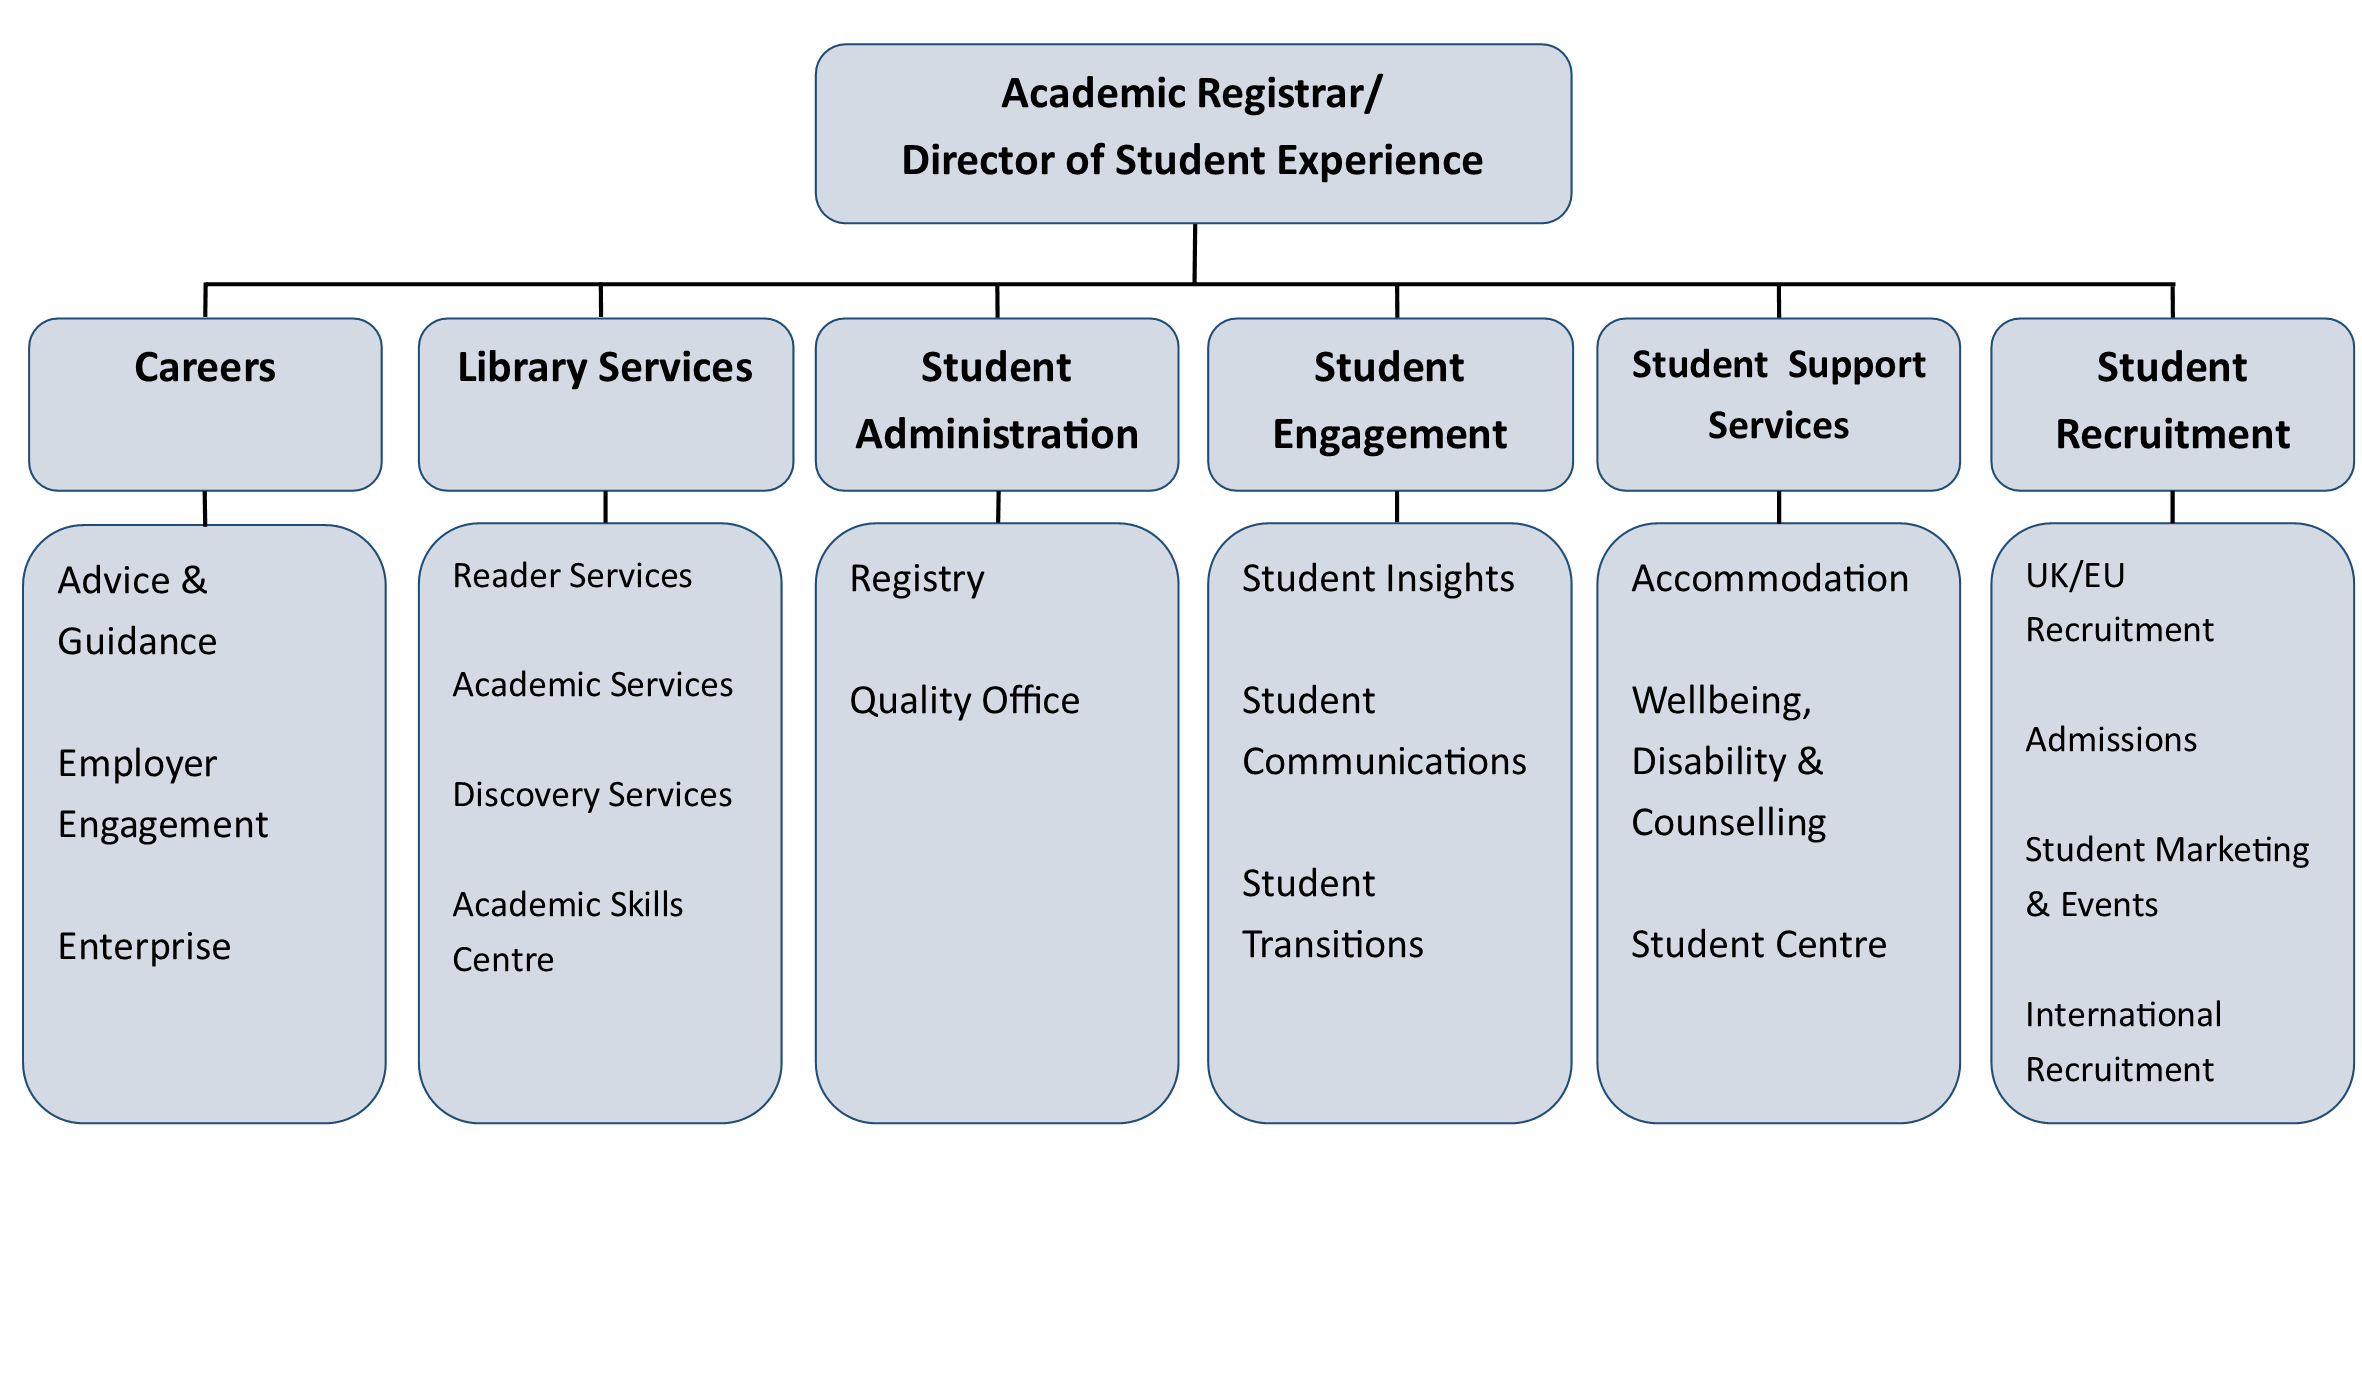 Academic Registrar/
Director of Student Experience
Careers
Library Services
Student
Administration
Student
Engagement
Student  Support
Services
Student
Recruitment
Advice &
Guidance
Employer
Engagement
Enterprise
Reader Services
Academic Services
Discovery Services
Academic Skills
Centre
Registry
Quality Office
Student Insights
Student
Communications
Student
Transitions
Accommodation
Wellbeing,
Disability &
Counselling
Student Centre
UK/EU
Recruitment
Admissions
Student Marketing
& Events
International
Recruitment